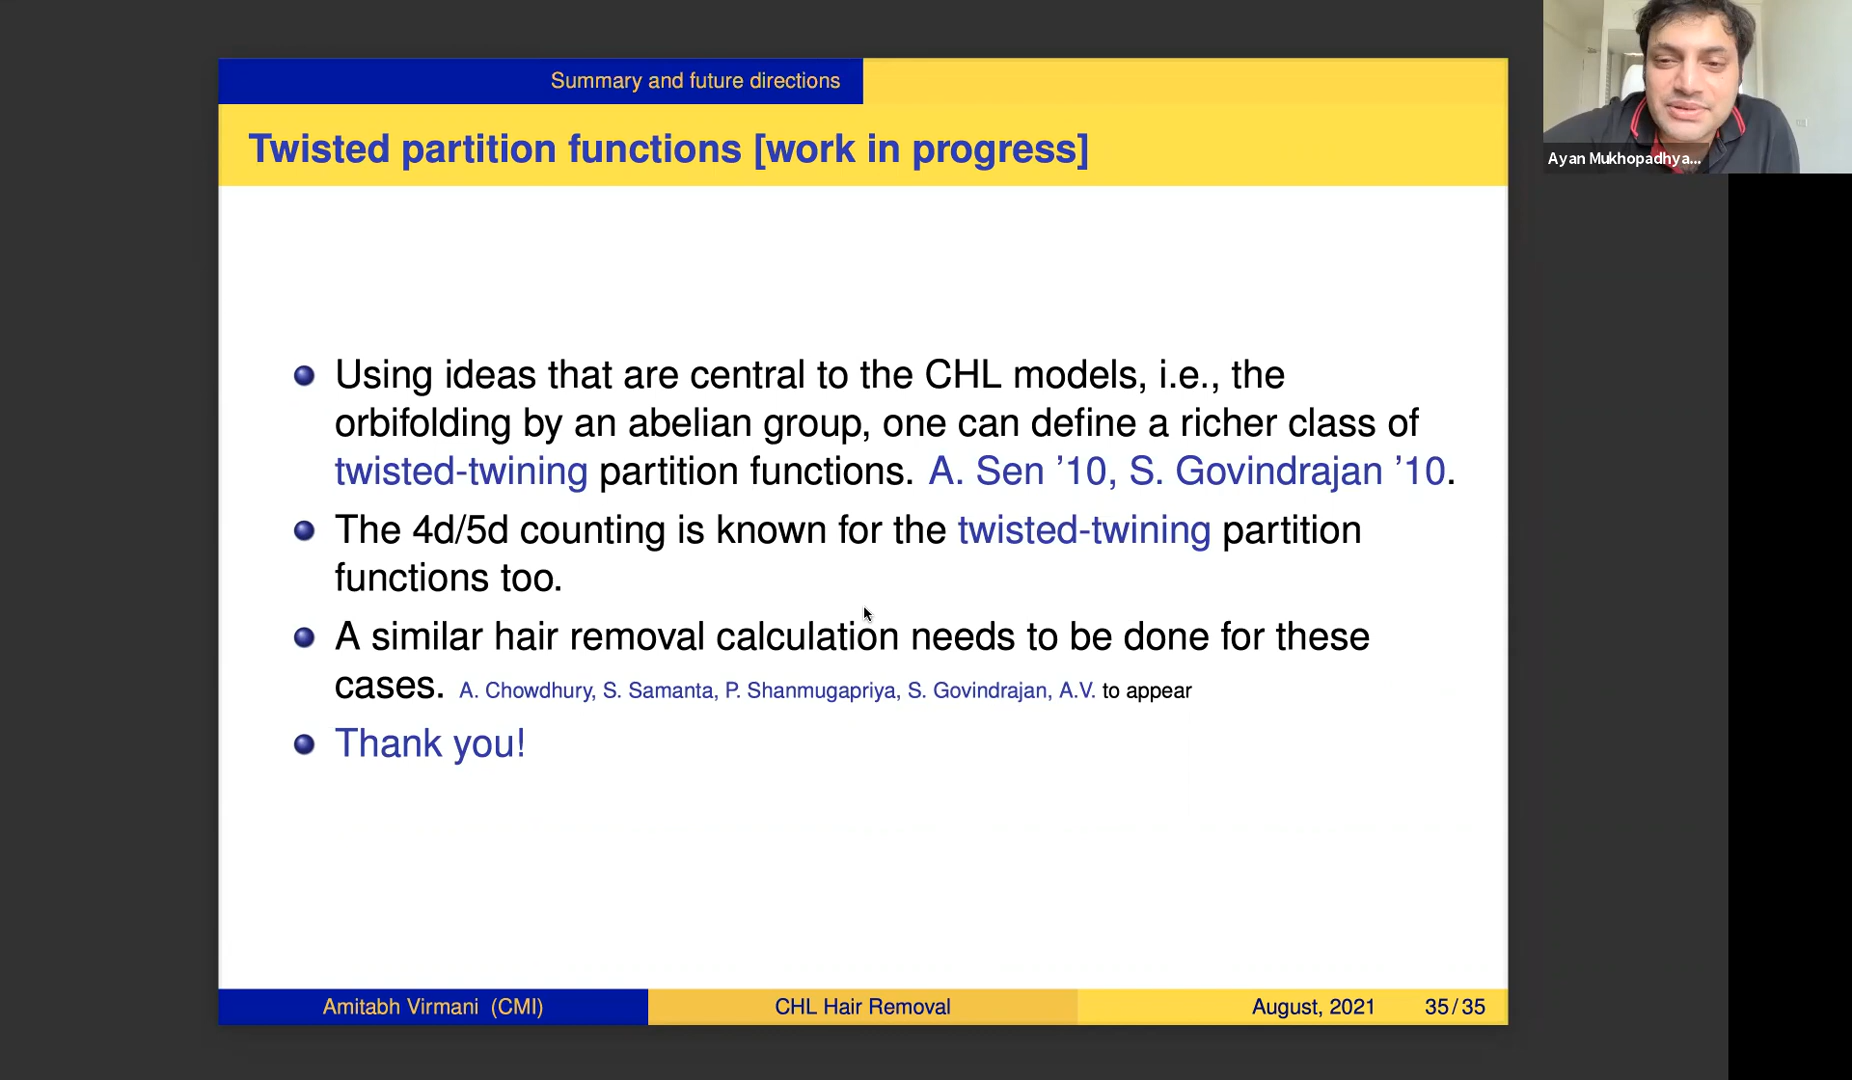 Summary and future directions
Twisted partition functions [work in progress]
Ayan Mukhopadhya...
Using ideas that are central to the CHL models, i.e., the
orbifolding by an abelian group, one can define a richer class of
twisted-twining partition functions. A. Sen ’10, S. Govindrajan ’10.
The 4d/5d counting is known for the twisted-twining partition
functions too.
A similar hair removal calculation needs to be done for these
cases. A. Chowdhury, S. Samanta, P. Shanmugapriya, S. Govindrajan, A.V. to appear
Thank you!
Amitabh Virmani (CMI) CHL Hair Removal August, 2021 35/35